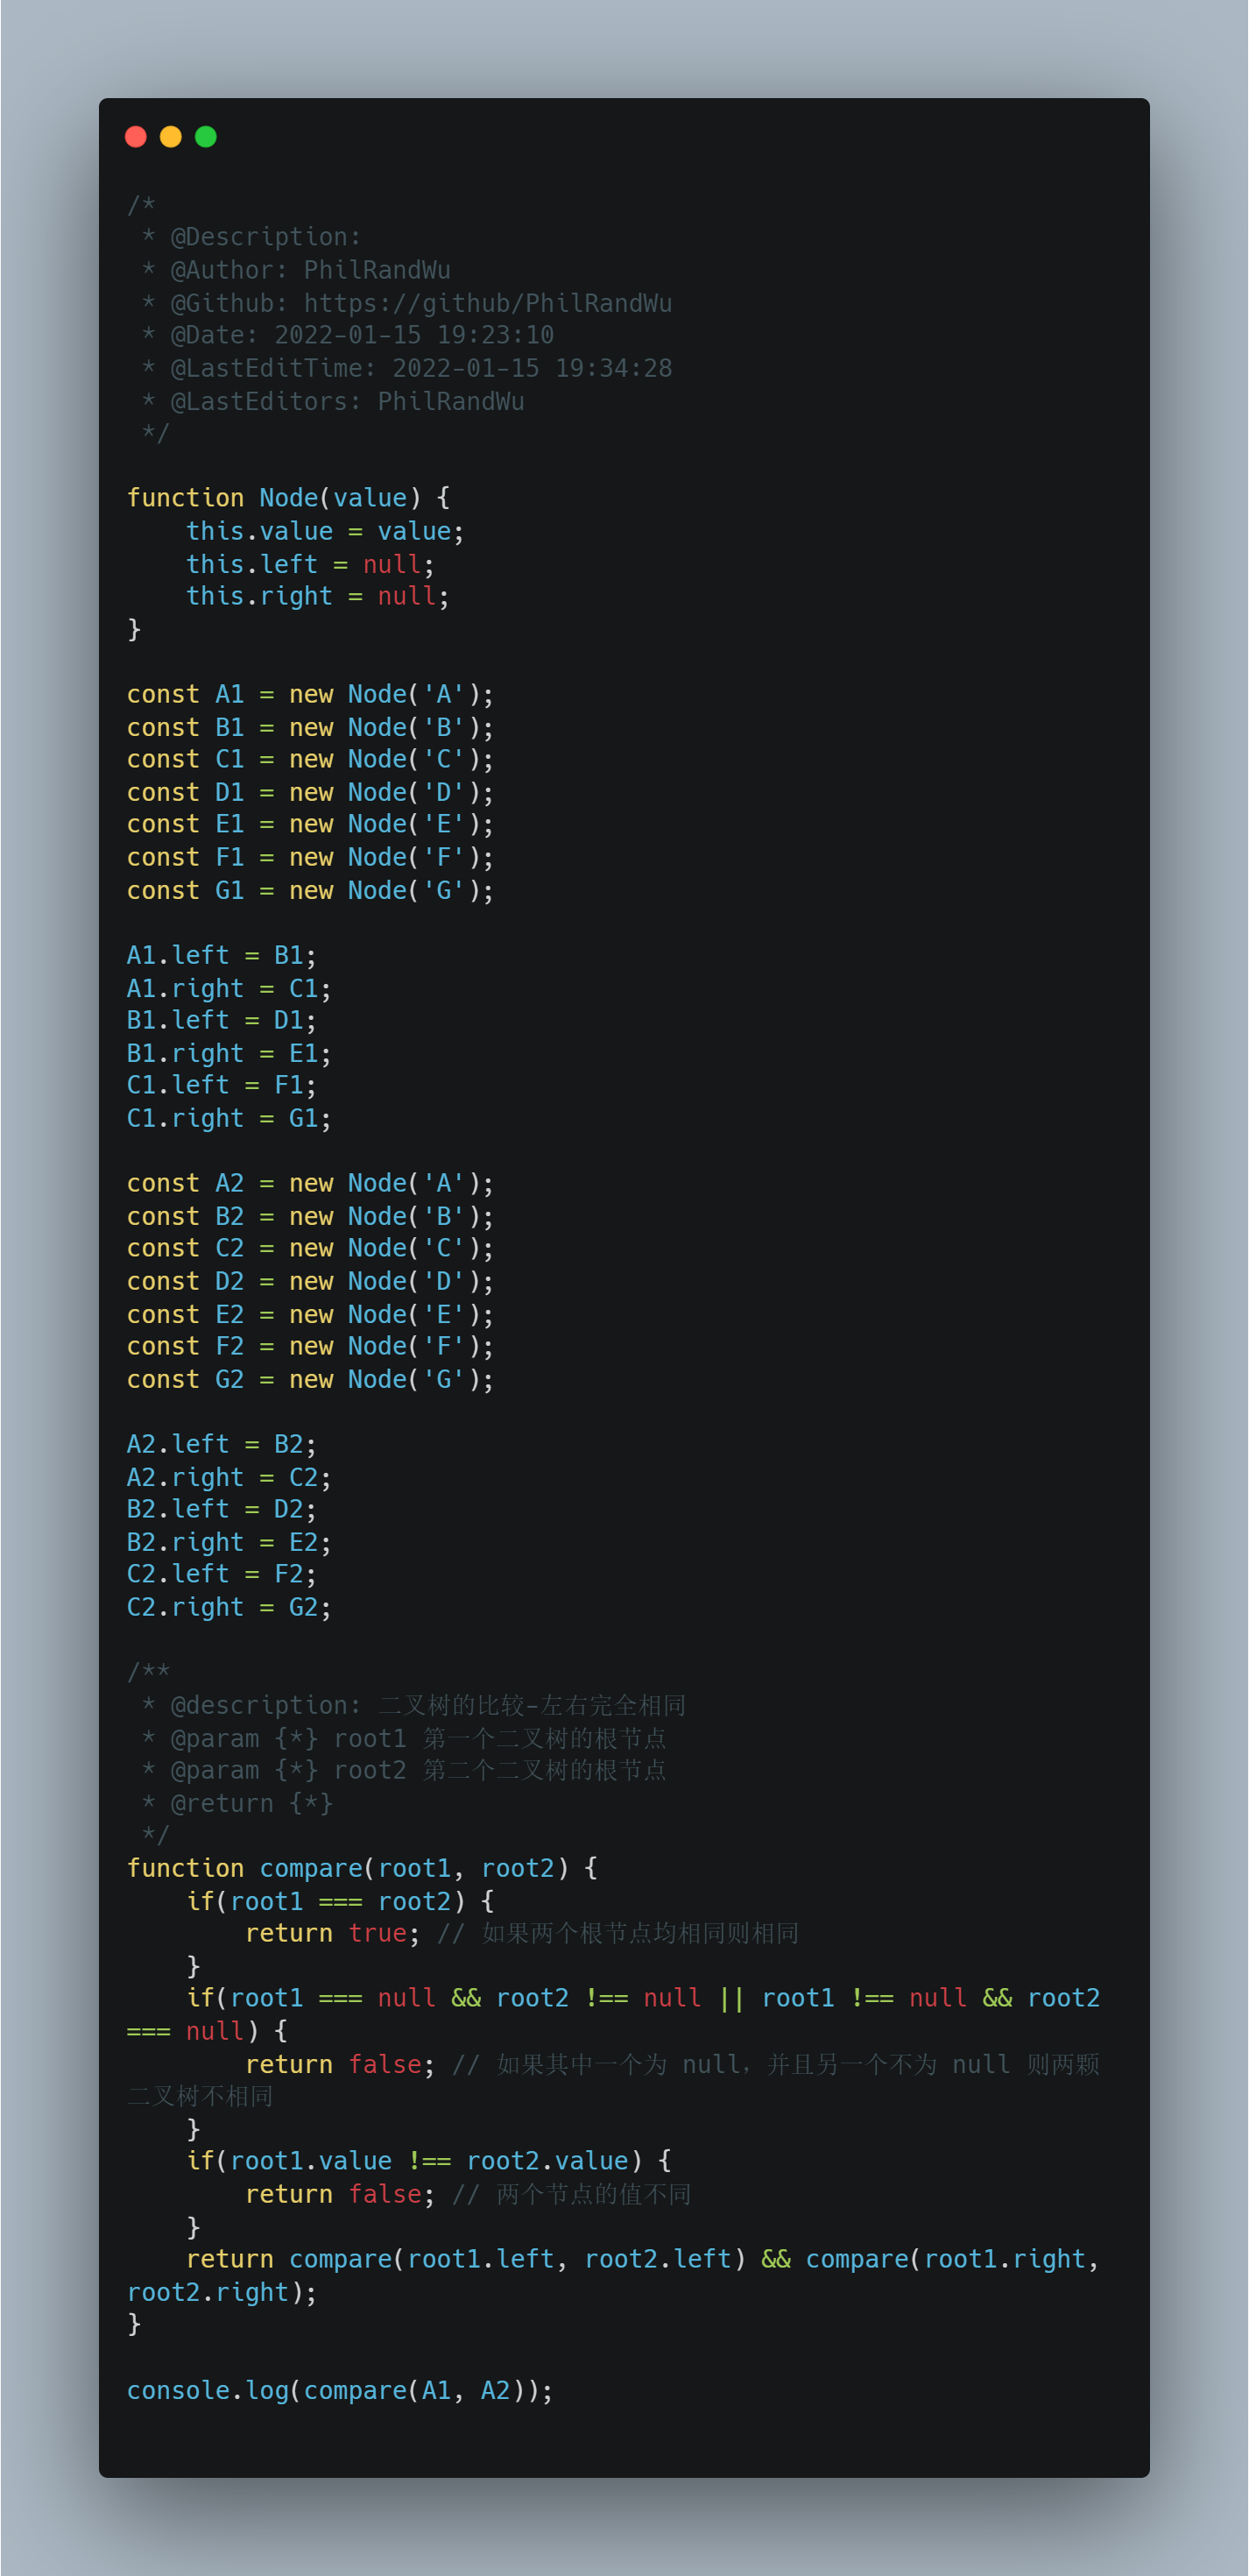 /*
 * @Description:
 * @Author: PhilRandWu
 * @Github: https://github/PhilRandWu
 * @Date: 2022-01-15 19:23:10
 * @LastEditTime: 2022-01-15 19:34:28
 * @LastEditors: PhilRandWu
 */
function Node(value) {
    this.value = value;
    this.left = null;
    this.right = null;
}
const A1 = new Node('A');
const B1 = new Node('B');
const C1 = new Node('C');
const D1 = new Node('D');
const E1 = new Node('E');
const F1 = new Node('F');
const G1 = new Node('G');
A1.left = B1;
A1.right = C1;
B1.left = D1;
B1.right = E1;
C1.left = F1;
C1.right = G1;
const A2 = new Node('A');
const B2 = new Node('B');
const C2 = new Node('C');
const D2 = new Node('D');
const E2 = new Node('E');
const F2 = new Node('F');
const G2 = new Node('G');
A2.left = B2;
A2.right = C2;
B2.left = D2;
B2.right = E2;
C2.left = F2;
C2.right = G2;
/**
 * @description: 二叉树的比较-左右完全相同
 * @param {*} root1 第一个二叉树的根节点
 * @param {*} root2 第二个二叉树的根节点
 * @return {*}
 */
function compare(root1, root2) {
    if(root1 === root2) {
        return true; // 如果两个根节点均相同则相同
    }
    if(root1 === null && root2 !== null || root1 !== null && root2
=== null) {
        return false; // 如果其中一个为 null，并且另一个不为 null 则两颗
二叉树不相同
    }
    if(root1.value !== root2.value) {
        return false; // 两个节点的值不同
    }
    return compare(root1.left, root2.left) && compare(root1.right,
root2.right);
}
console.log(compare(A1, A2));